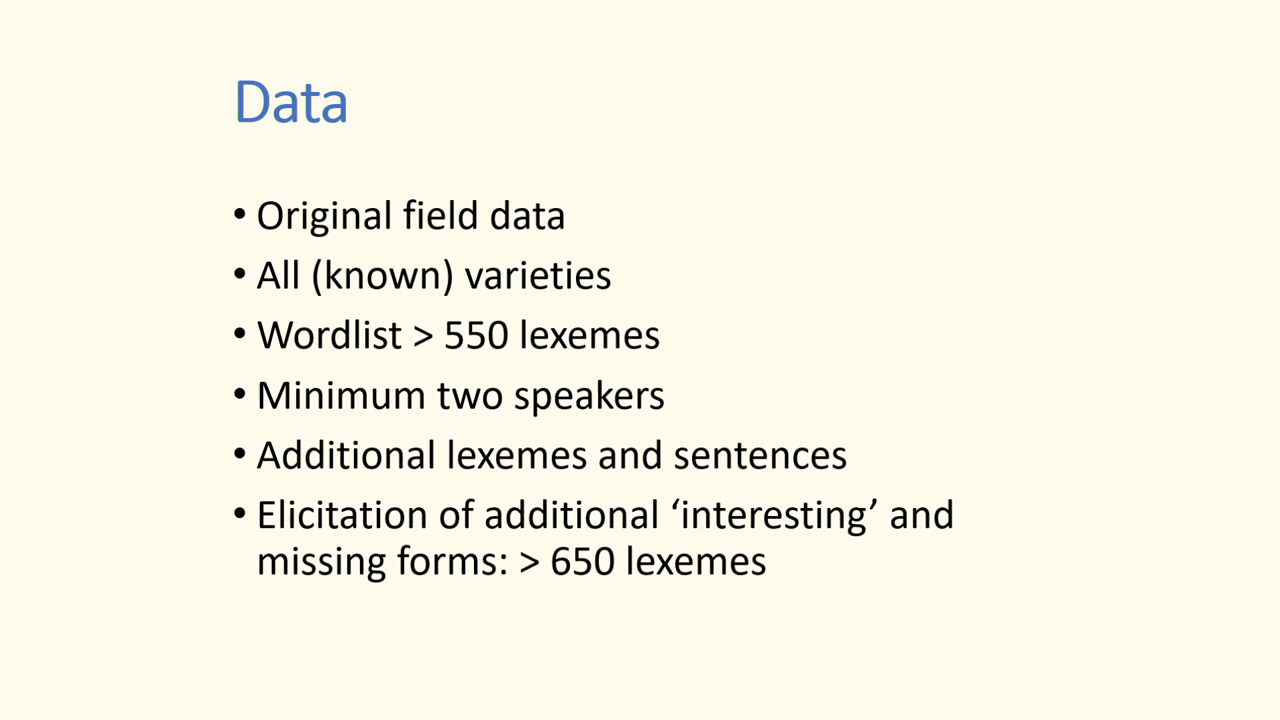 Data
• Original field data
• All (known) varieties
• Wordlist > 550 lexemes
• Minimum two speakers
• Additional lexemes and sentences
• Elicitation of additional ‘interesting’ and
missing forms: > 650 lexemes